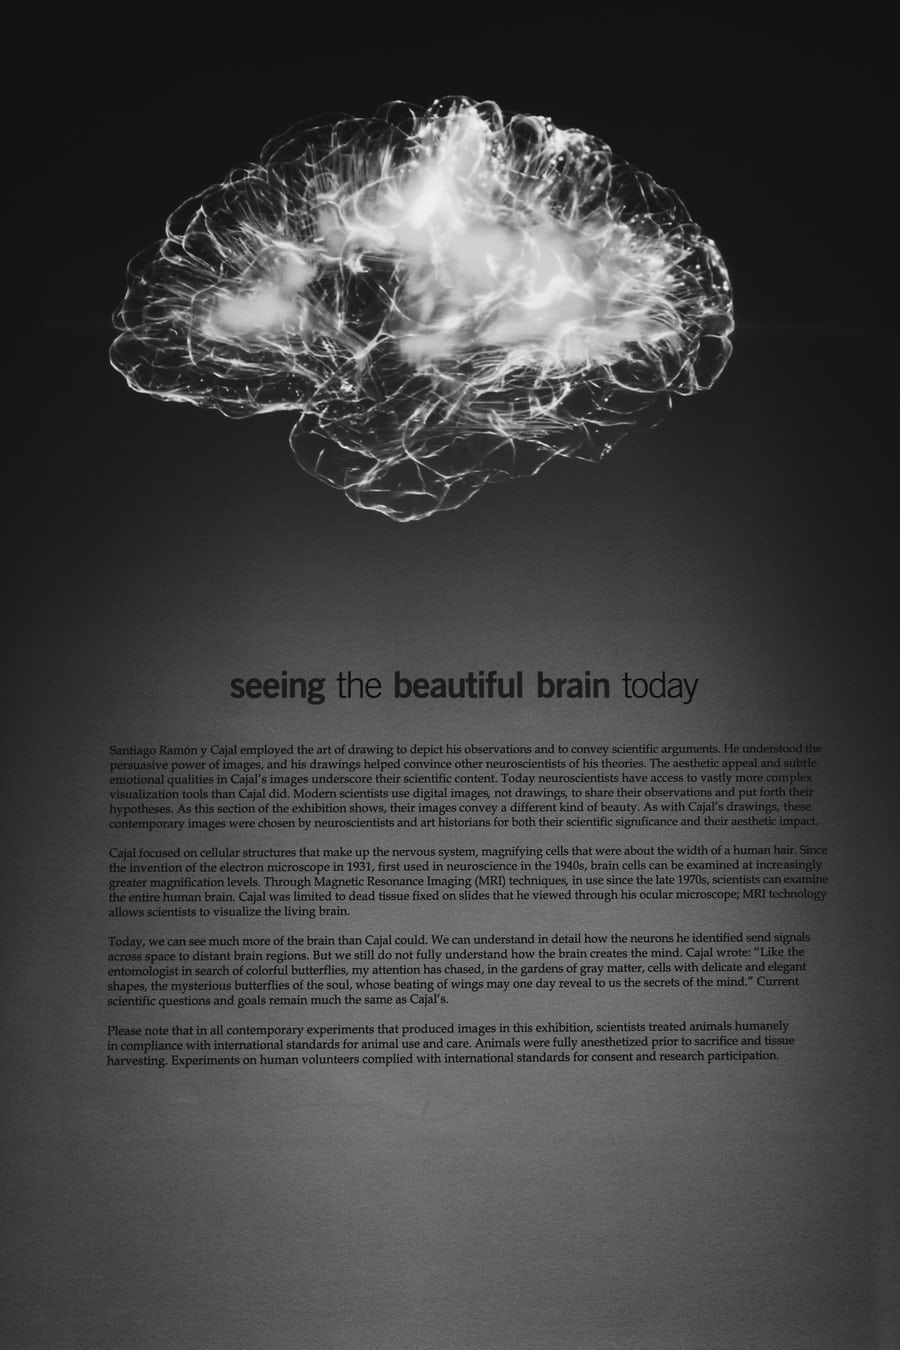 seeing the beautiful brain today
Santiago Ramón y Cajal employed the art of drawing to depict his observations and to convey scientific arguments. He understood the
persuasive power of images, and his drawings helped convince other neuroscientists of his theories. The aesthetic appeal and subtle
emotional qualities in Cajal's images underscore their scientific content. Today neuroscientists have access to vastly more complex
visualization tools than Cajal did. Modern scientists use digital images, not drawings, to share their observations and put forth their
hypotheses. As this section of the exhibition shows, their images convey a different kind of beauty. As with Cajal's drawings, these
contemporary images were chosen by neuroscientists and art historians for both their scientific significance and their aesthetic impact.
Cajal focused on cellular structures that make up the nervous system, magnifying cells that were about the width of a human hair. Since
the invention of the electron microscope in 1931, first used in neuroscience in the 1940s, brain cells can be examined at increasingly
greater magnification levels. Through Magnetic Resonance Imaging (MRI) techniques, in use since the late 1970s, scientists can examine
the entire human brain. Cajal was limited to dead tissue fixed on slides that he viewed through his ocular microscope; MRI technology
allows scientists to visualize the living brain.
Today, we can see much more of the brain than Cajal could. We can understand in detail how the neurons he identified send signals
across space to distant brain regions. But we still do not fully understand how the brain creates the mind. Cajal wrote: "Like the
entomologist in search of colorful butterflies, my attention has chased, in the gardens of gray matter, cells with delicate and elegant
shapes, the mysterious butterflies of the soul, whose beating of wings may one day reveal to us the secrets of the mind." Current
scientific questions and goals remain much the same as Cajal's.
Please note that in all contemporary experiments that produced images in this exhibition, scientists treated animals humanely
in compliance with international standards for animal use and care. Animals were fully anesthetized prior to sacrifice and tissue
harvesting. Experiments on human volunteers complied with international standards for consent and research participation.